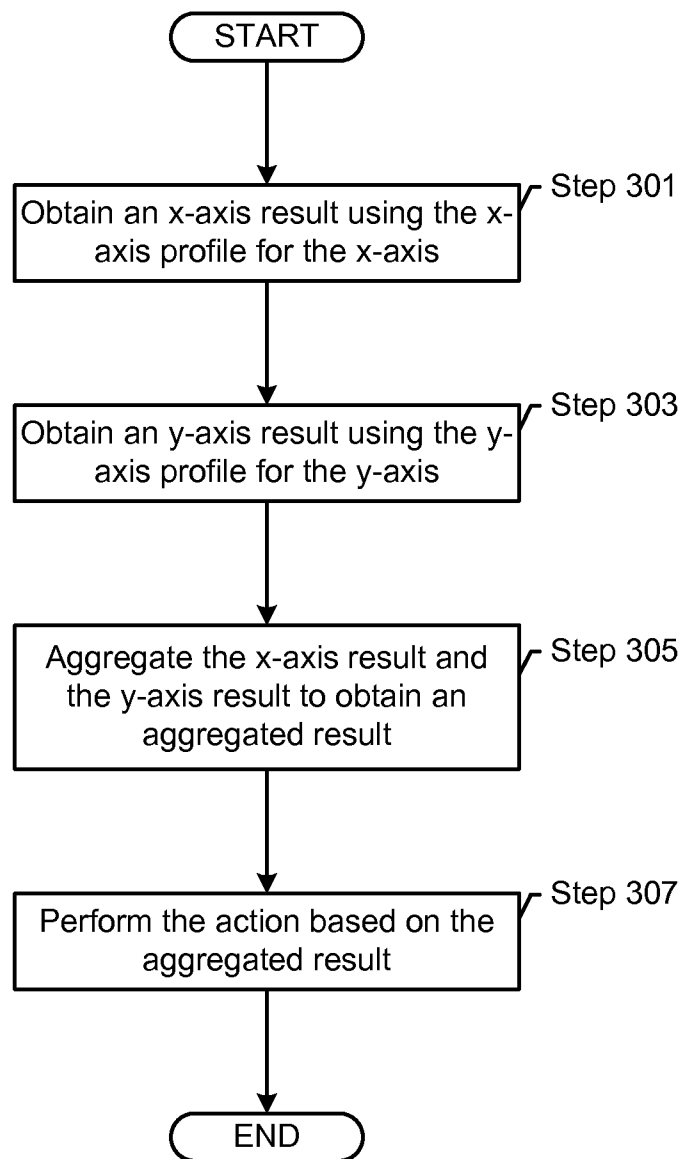 START
Step 301
Obtain an x-axis result using the x-
axis profile for the x-axis
Step 303
Obtain an y-axis result using the y-
axis profile for the y-axis
Step 305
Aggregate the x-axis result and
the y-axis result to obtain an
aggregated result
Step 307
Perform the action based on the
aggregated result
END